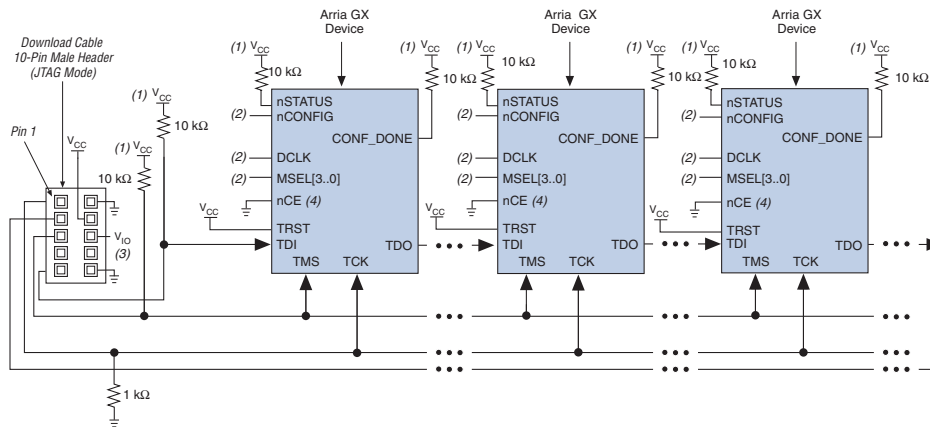 Download Cable
10-Pin Male Header
(JTAG Mode)
Pin 1
VCC
VIO
(3)
(1) VCC
10 kΩ
(1) VCC
10 kΩ
1 kΩ
Arria GX
Device
(1) VCC
10 kΩ
(1) VCC
10 kΩ
nSTATUS
(2) nCONFIG
CONF_DONE
(2) DCLK
(2) MSEL[3..0]
nCE (4)
VCC
TRST
TDI
TDO
TMS
TCK
Arria GX
Device
(1) VCC
10 kΩ
(1) VCC
10 kΩ
nSTATUS
(2) nCONFIG
CONF_DONE
(2) DCLK
(2) MSEL[3..0]
nCE (4)
VCC
TRST
TDI
TDO
TMS
TCK
Arria GX
Device
(1) VCC
10 kΩ
(1) VCC
10 kΩ
nSTATUS
(2) nCONFIG
CONF_DONE
(2) DCLK
(2) MSEL[3..0]
nCE (4)
VCC
TRST
TDI
TDO
TMS
TCK